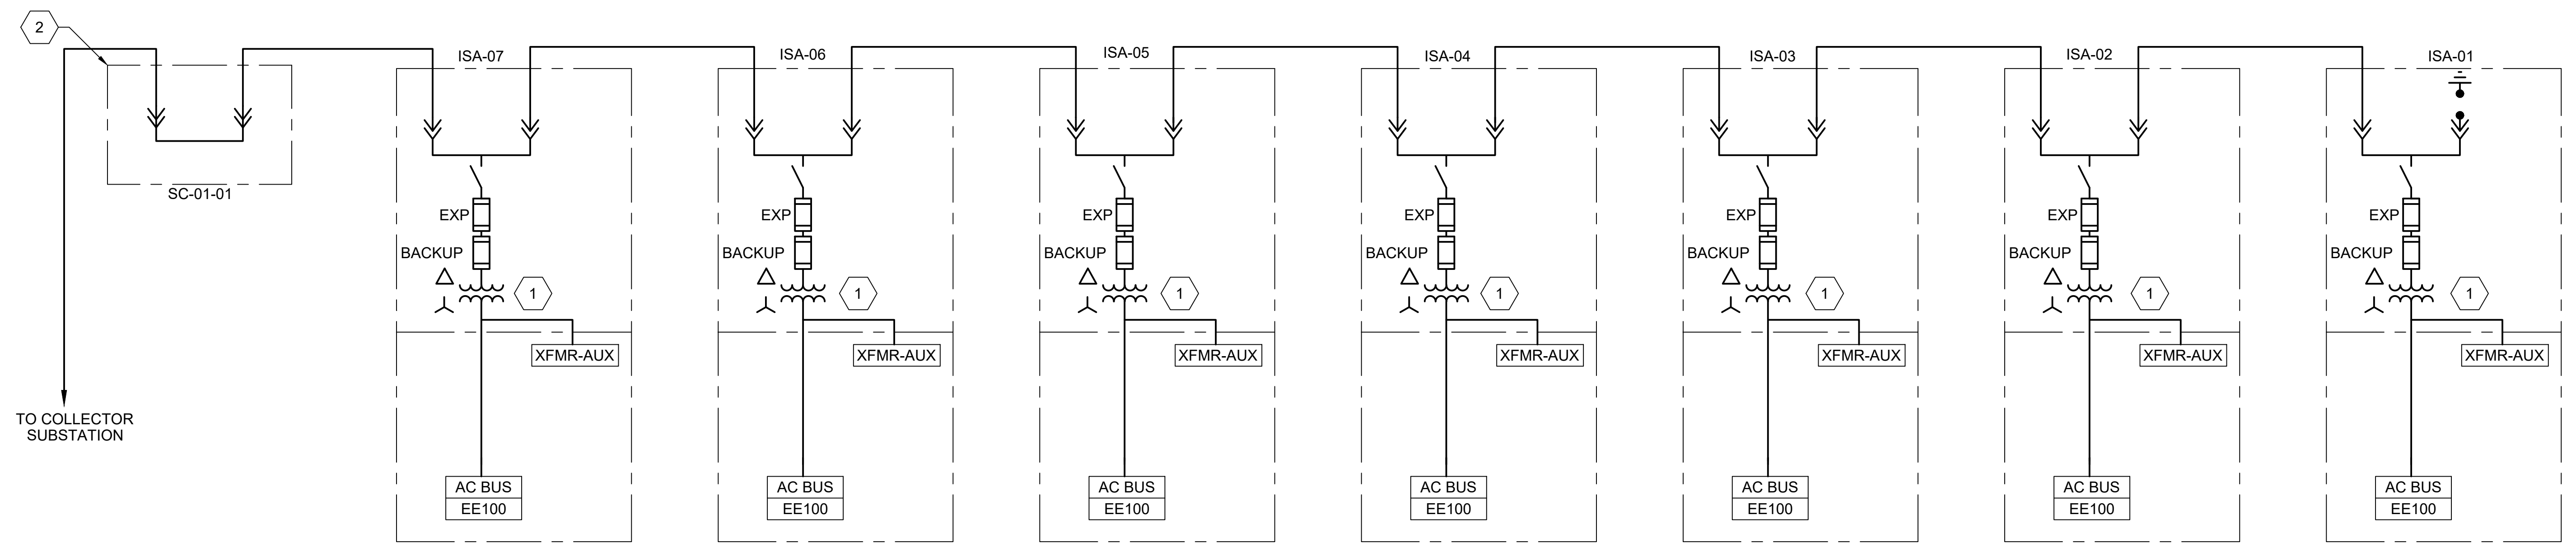 2
ISA-07
ISA-06
ISA-05
ISA-04
ISA-03
ISA-02
ISA-01
SC-01-01
EXP
EXP
EXP
EXP
EXP
EXP
EXP
BACKUP
BACKUP
BACKUP
BACKUP
BACKUP
BACKUP
BACKUP
1
1
1
1
1
1
1
XFMR-AUX
XFMR-AUX
XFMR-AUX
XFMR-AUX
XFMR-AUX
XFMR-AUX
XFMR-AUX
TO COLLECTOR
SUBSTATION
AC BUS
AC BUS
AC BUS
AC BUS
AC BUS
AC BUS
AC BUS
EE100
EE100
EE100
EE100
EE100
EE100
EE100